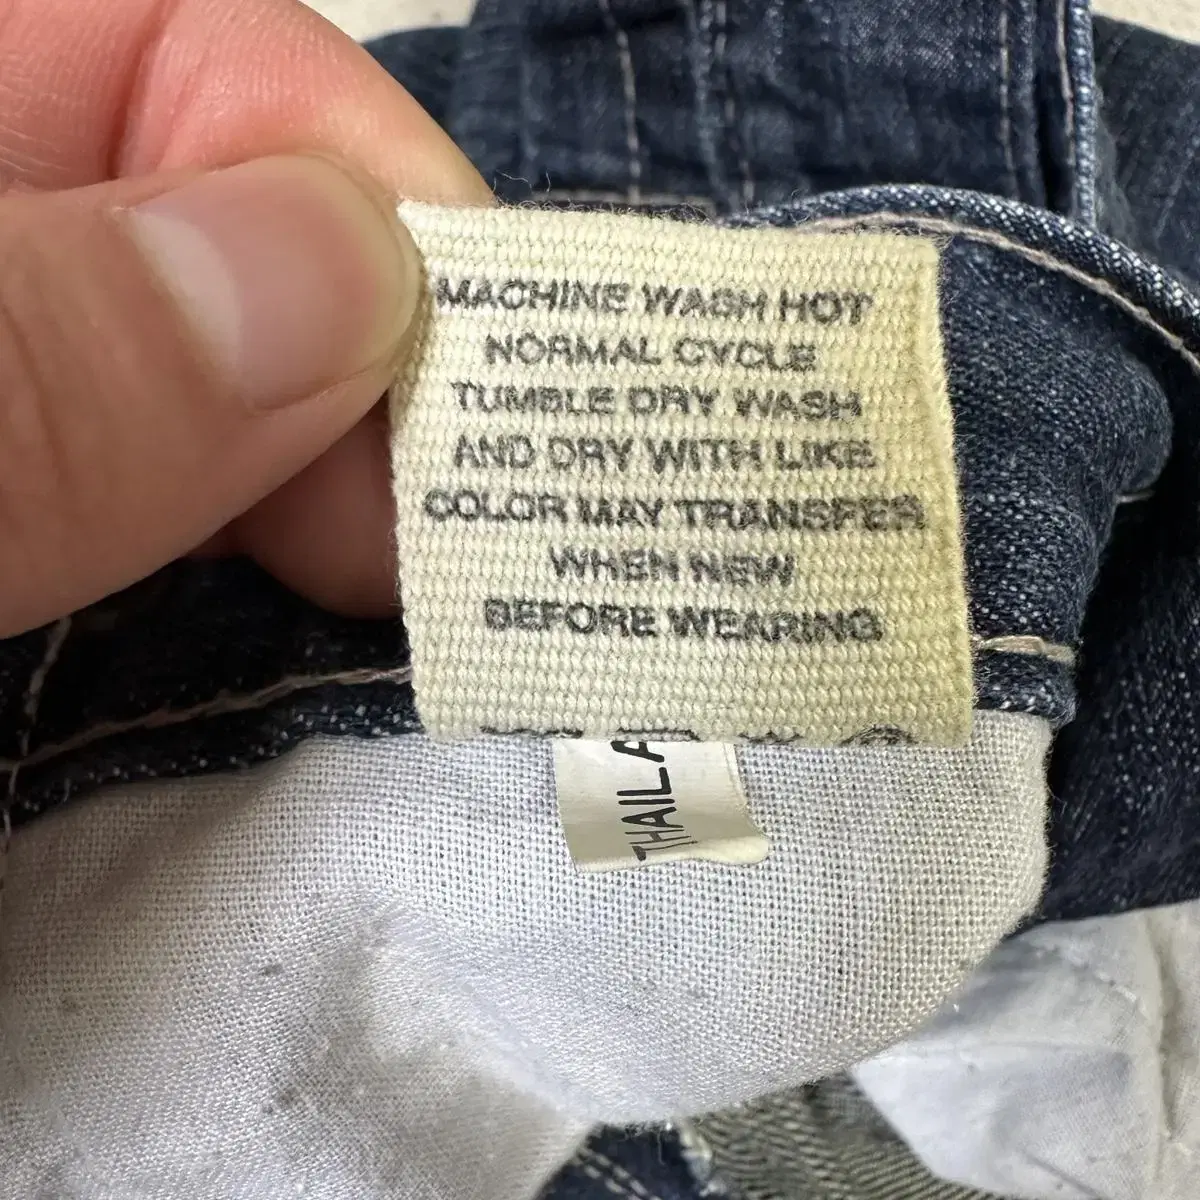 MACHINE WASH HOT
NORMAL CYCLE
TUMBLE DRY WASH
AND DRY WITH LIKE
COLOR MAY TRANSFER
WHEN NEW
BEFORE WEARING
THAILA